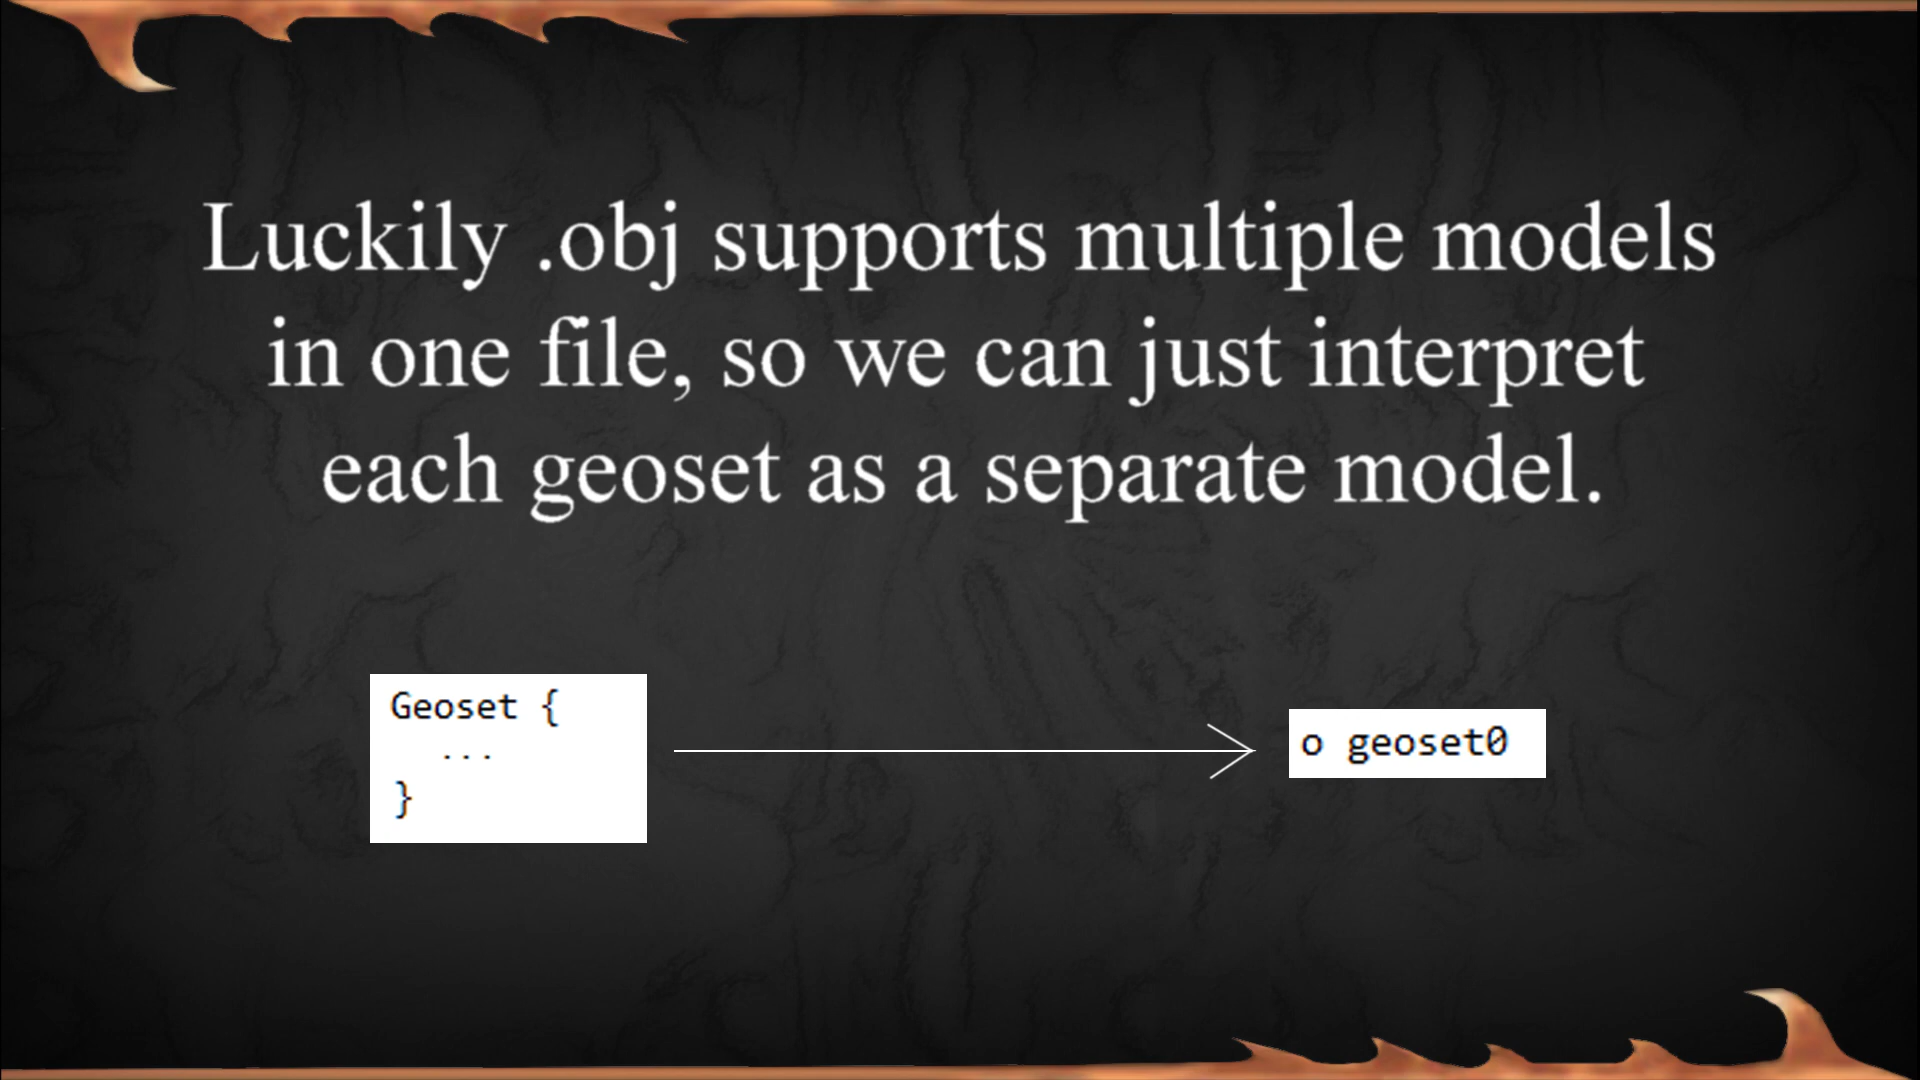 Luckily .obj supports multiple models
in one file, so we can just interpret
each geoset as a separate model.
Geoset {
...
}
o geoset0